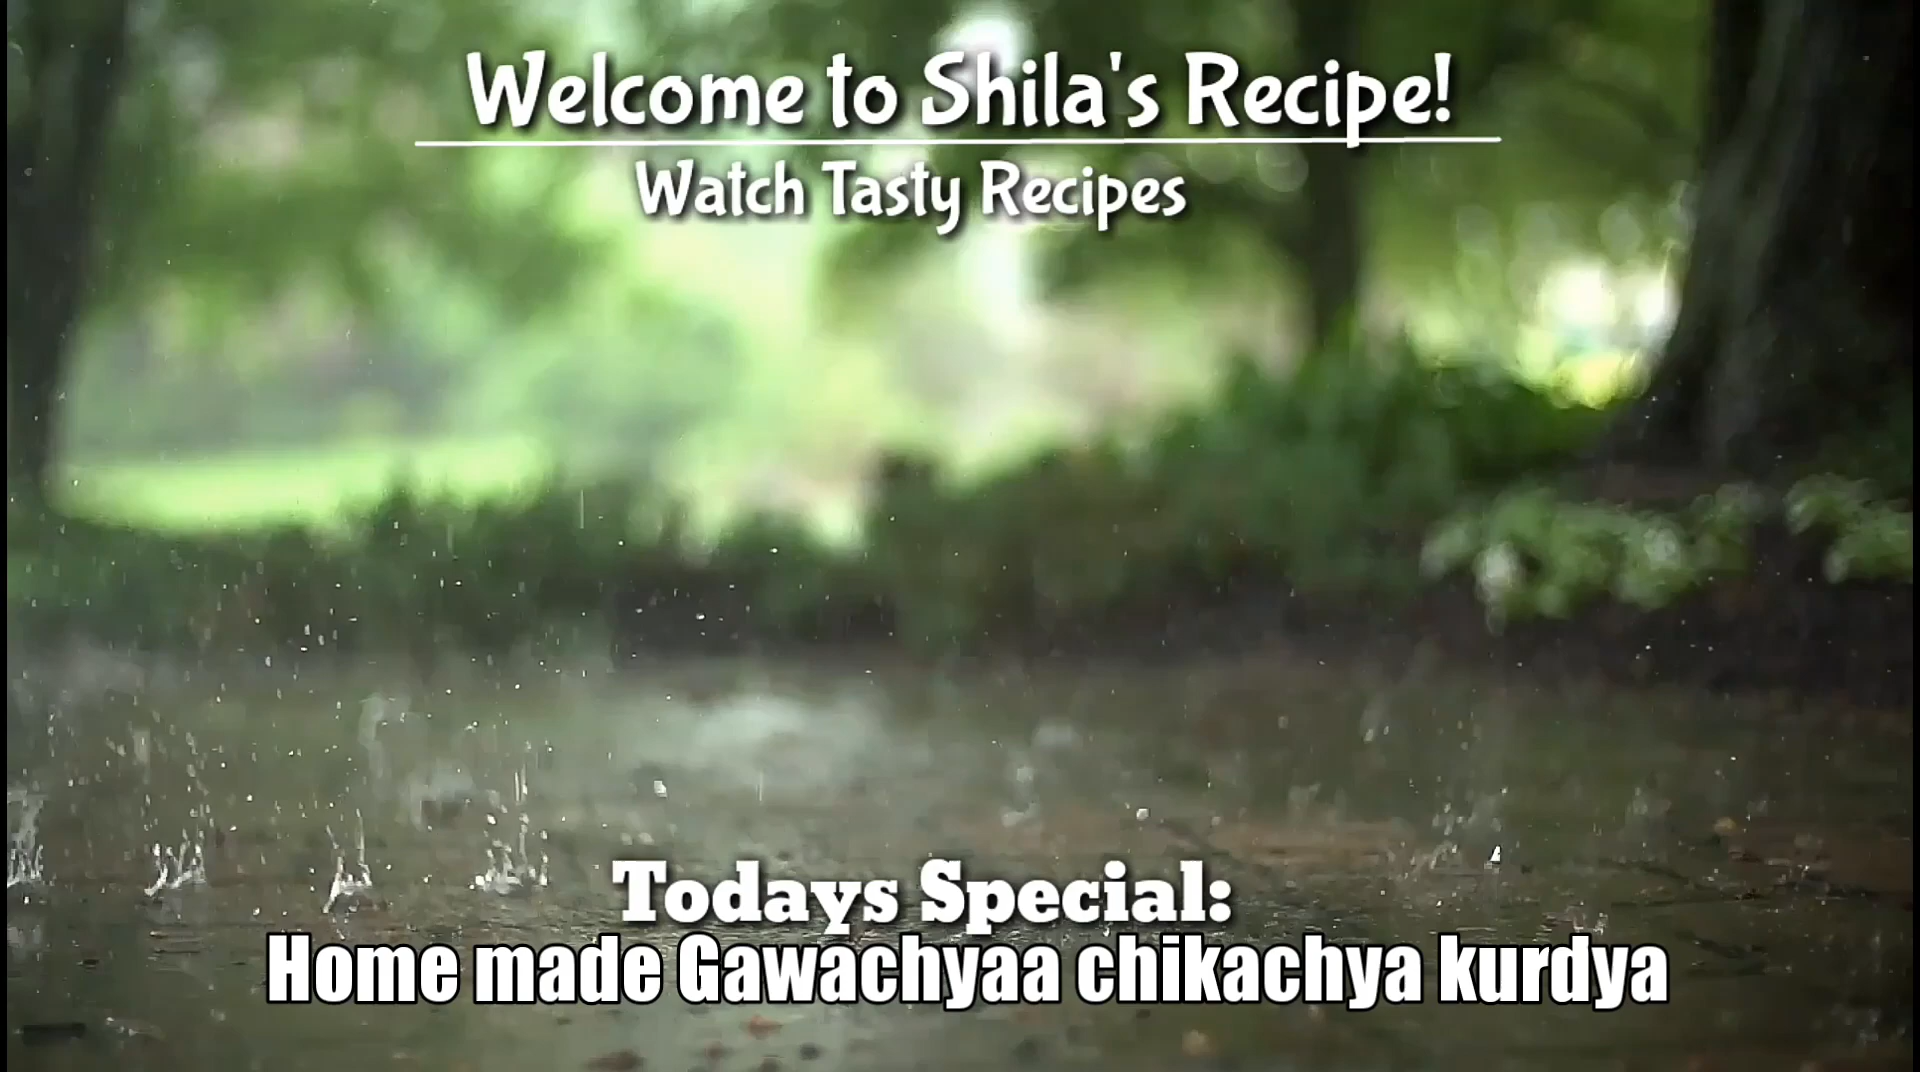 Welcome to Shila's Recipe!
Watch Tasty Recipes
Todays Special:
Home made Gawachyaa chikachya kurdya